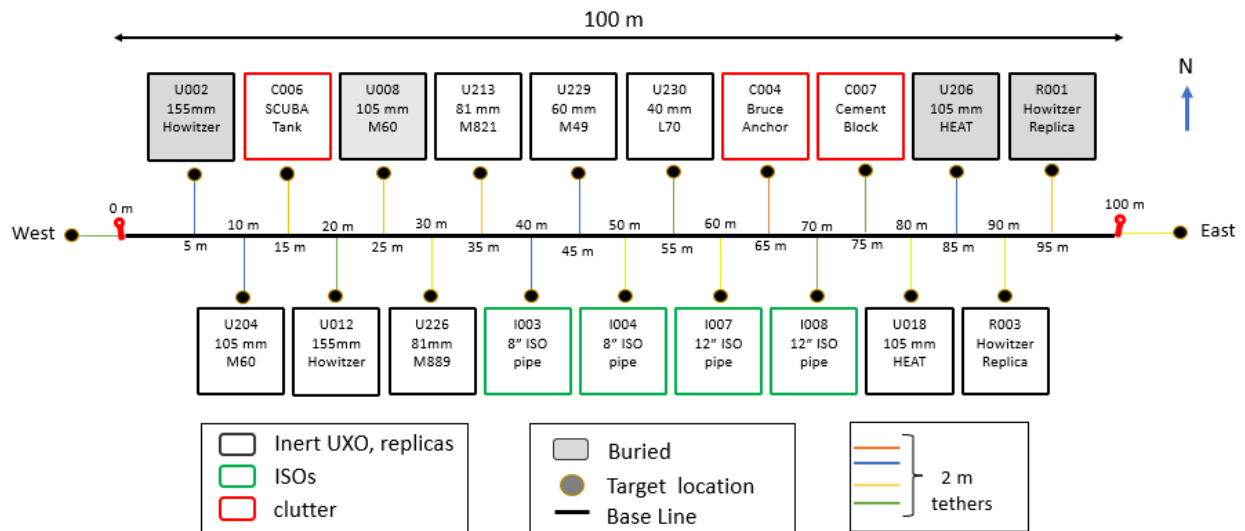 100 m
N
U002
155mm
Howitzer
C006
SCUBA
Tank
U008
105 mm
M60
U213
81 mm
M821
U229
60 mm
M49
U230
40 mm
L70
C004
Bruce
Anchor
C007
Cement
Block
U206
105 mm
HEAT
R001
Howitzer
Replica
0 m
100 m
West
East
10 m
20 m
30 m
40 m
50 m
60 m
70 m
80 m
90 m
5 m
15 m
25 m
35 m
45 m
55 m
65 m
75 m
85 m
95 m
U204
105 mm
M60
U012
155mm
Howitzer
U226
81mm
M889
I003
8” ISO
pipe
I004
8” ISO
pipe
I007
12” ISO
pipe
I008
12” ISO
pipe
U018
105 mm
HEAT
R003
Howitzer
Replica
Inert UXO, replicas
ISOs
clutter
Buried
Target location
Base Line
2 m
tethers